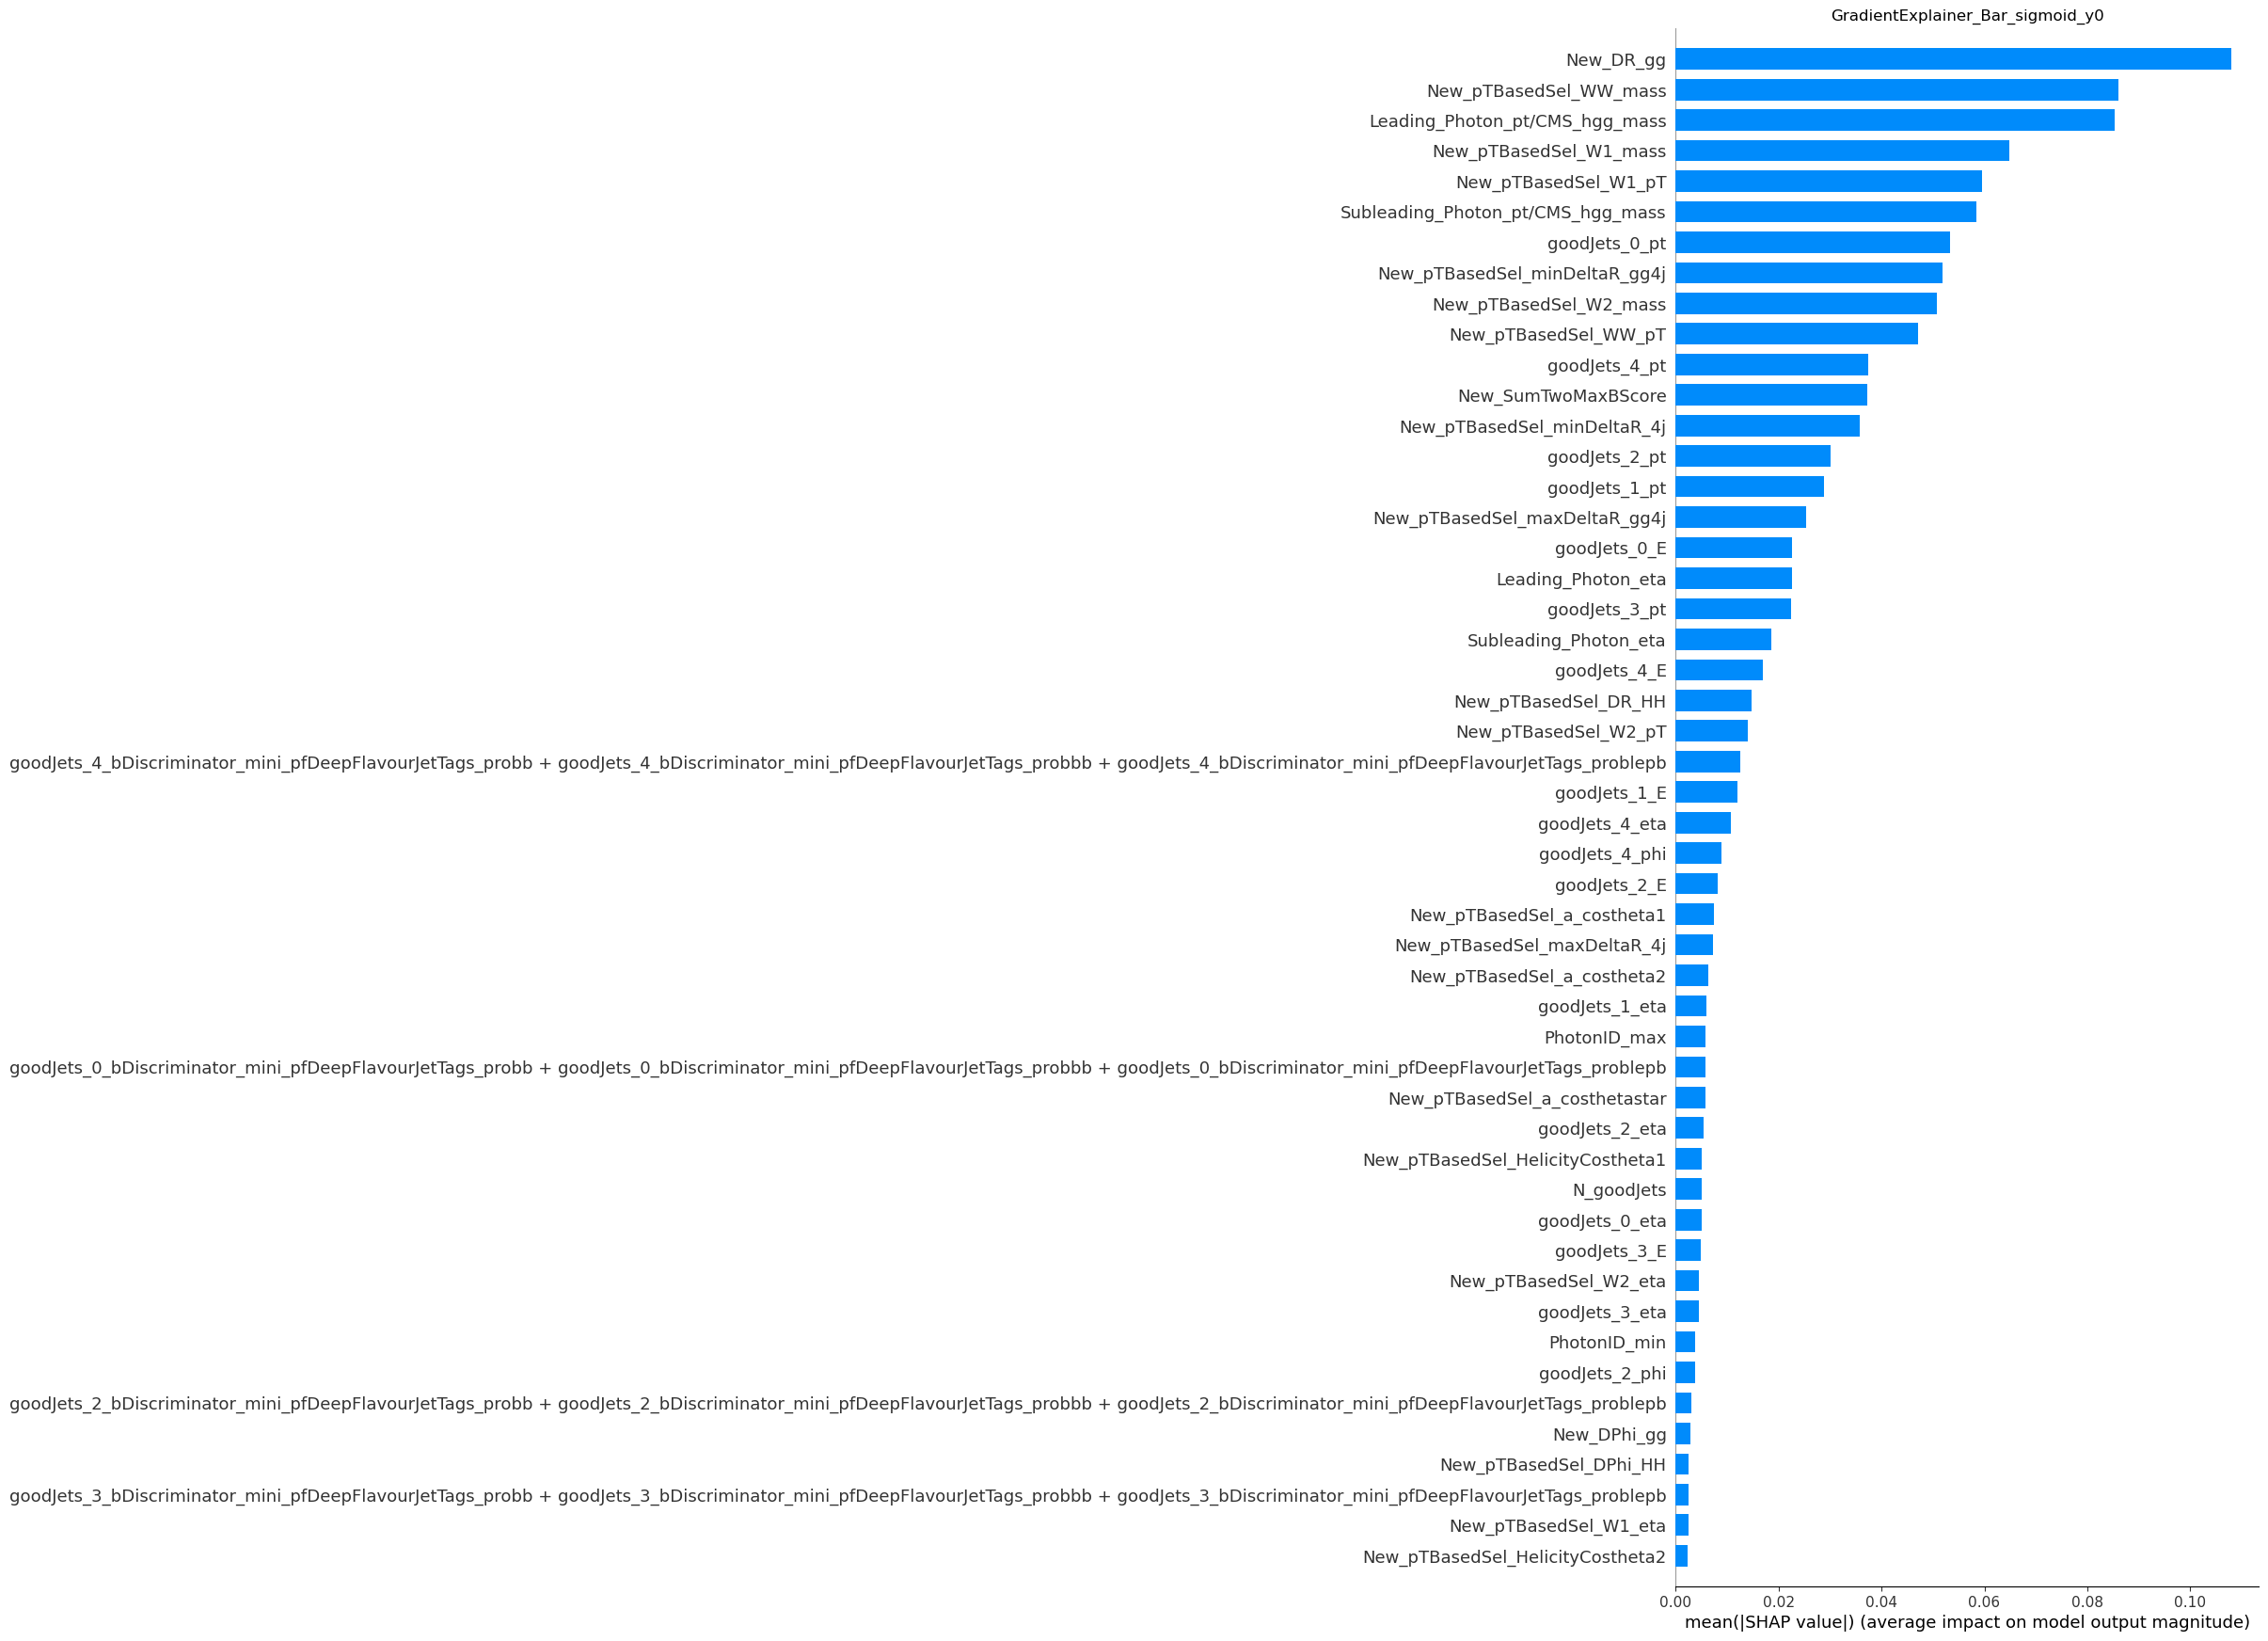 GradientExplainer_Bar_sigmoid_y0
New_DR_gg
New_pTBasedSel_WW_mass
Leading_Photon_pt/CMS_hgg_mass
New_pTBasedSel_W1_mass
New_pTBasedSel_W1_pT
Subleading_Photon_pt/CMS_hgg_mass
goodJets_0_pt
New_pTBasedSel_minDeltaR_gg4j
New_pTBasedSel_W2_mass
New_pTBasedSel_WW_pT
goodJets_4_pt
New_SumTwoMaxBScore
New_pTBasedSel_minDeltaR_4j
goodJets_2_pt
goodJets_1_pt
New_pTBasedSel_maxDeltaR_gg4j
goodJets_0_E
Leading_Photon_eta
goodJets_3_pt
Subleading_Photon_eta
goodJets_4_E
New_pTBasedSel_DR_HH
New_pTBasedSel_W2_pT
goodJets_4_bDiscriminator_mini_pfDeepFlavourJetTags_probb + goodJets_4_bDiscriminator_mini_pfDeepFlavourJetTags_probbb + goodJets_4_bDiscriminator_mini_pfDeepFlavourJetTags_problepb
goodJets_1_E
goodJets_4_eta
goodJets_4_phi
goodJets_2_E
New_pTBasedSel_a_costheta1
New_pTBasedSel_maxDeltaR_4j
New_pTBasedSel_a_costheta2
goodJets_1_eta
PhotonID_max
goodJets_0_bDiscriminator_mini_pfDeepFlavourJetTags_probb + goodJets_0_bDiscriminator_mini_pfDeepFlavourJetTags_probbb + goodJets_0_bDiscriminator_mini_pfDeepFlavourJetTags_problepb
New_pTBasedSel_a_costhetastar
goodJets_2_eta
New_pTBasedSel_HelicityCostheta1
N_goodJets
goodJets_0_eta
goodJets_3_E
New_pTBasedSel_W2_eta
goodJets_3_eta
PhotonID_min
goodJets_2_phi
goodJets_2_bDiscriminator_mini_pfDeepFlavourJetTags_probb + goodJets_2_bDiscriminator_mini_pfDeepFlavourJetTags_probbb + goodJets_2_bDiscriminator_mini_pfDeepFlavourJetTags_problepb
New_DPhi_gg
New_pTBasedSel_DPhi_HH
goodJets_3_bDiscriminator_mini_pfDeepFlavourJetTags_probb + goodJets_3_bDiscriminator_mini_pfDeepFlavourJetTags_probbb + goodJets_3_bDiscriminator_mini_pfDeepFlavourJetTags_problepb
New_pTBasedSel_W1_eta
New_pTBasedSel_HelicityCostheta2
0.00 0.02 0.04 0.06 0.08 0.10
mean(|SHAP value|) (average impact on model output magnitude)